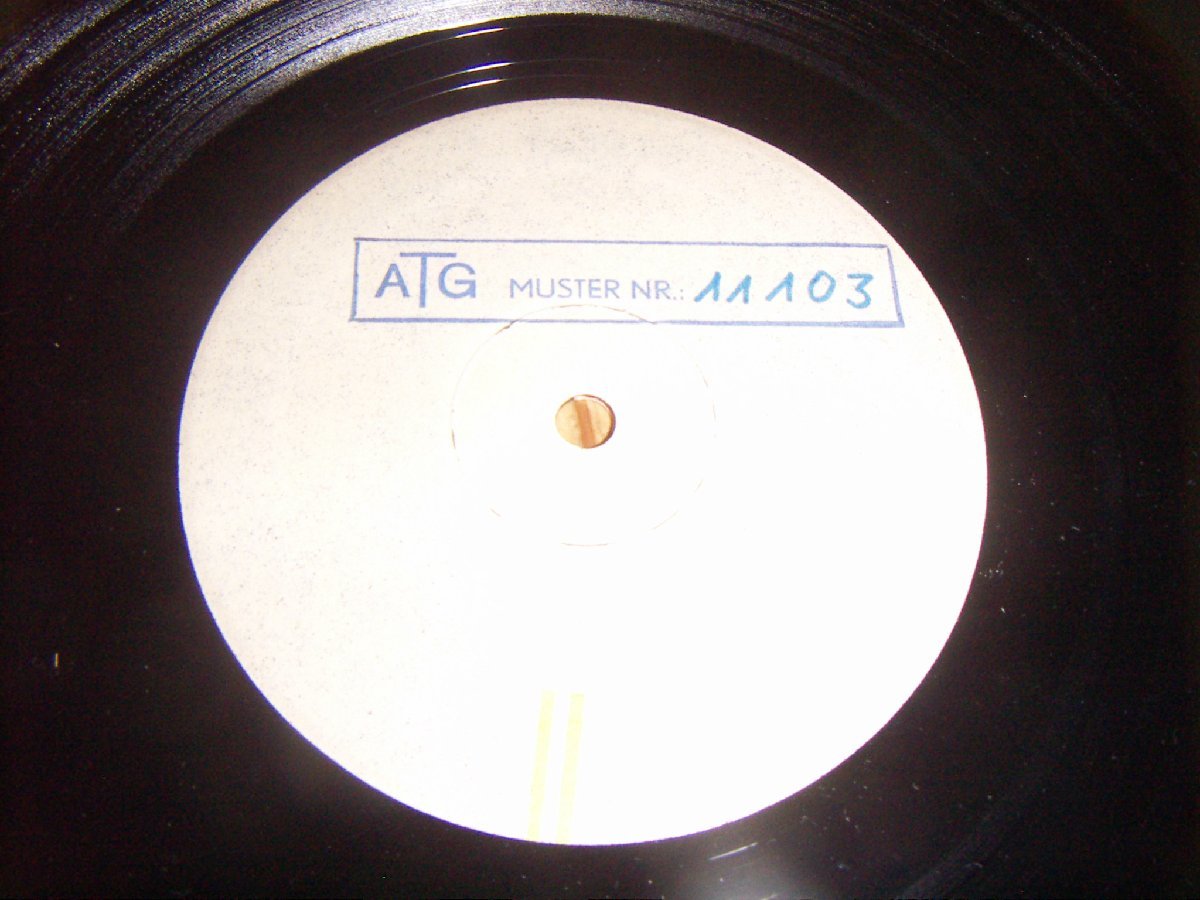 ATG MUSTER NR.: 11103